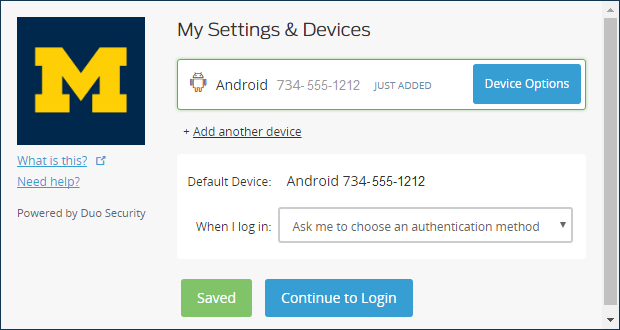 M
My Settings & Devices
Android 734-555-1212 JUST ADDED Device Options
+ Add another device
What is this?
Need help?
Powered by Duo Security
Default Device: Android 734-555-1212
When I log in: Ask me to choose an authentication method
Saved Continue to Login